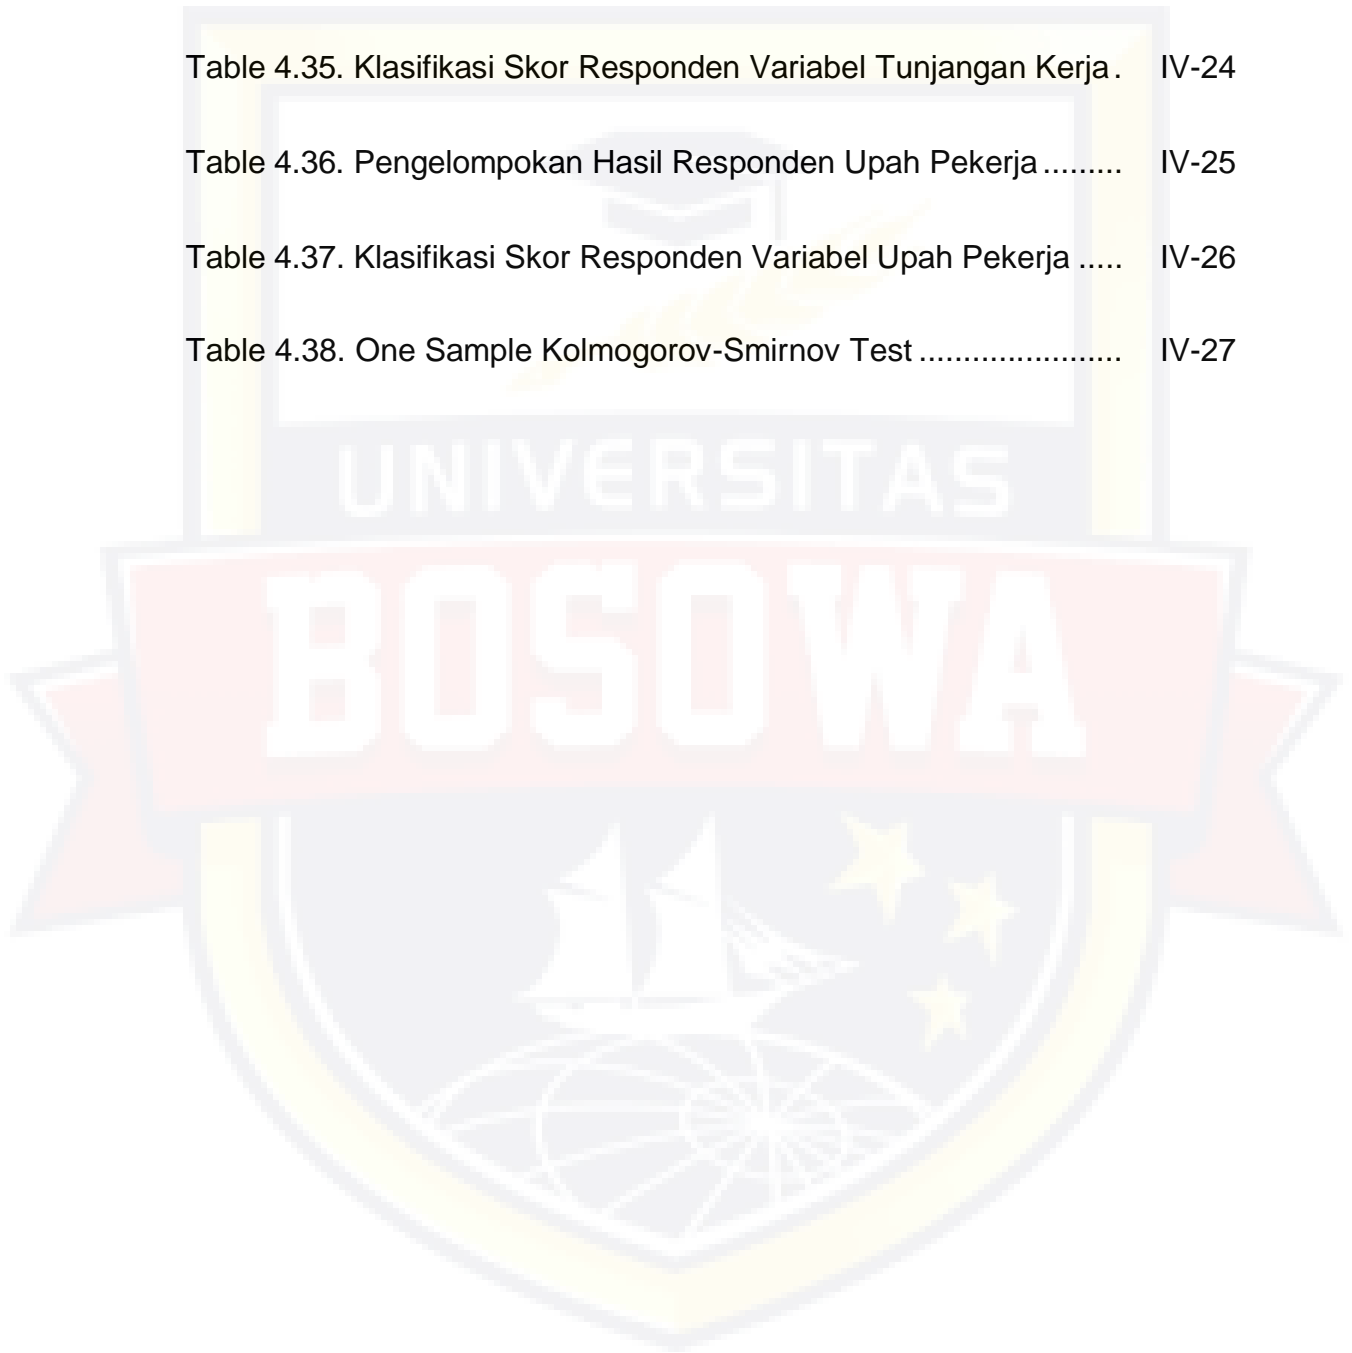 Table 4.35. Klasifikasi Skor Responden Variabel Tunjangan Kerja. IV-24
Table 4.36. Pengelompokan Hasil Responden Upah Pekerja ......... IV-25
Table 4.37. Klasifikasi Skor Responden Variabel Upah Pekerja ..... IV-26
Table 4.38. One Sample Kolmogorov-Smirnov Test ....................... IV-27
UNIVERSITAS
BOSOWA